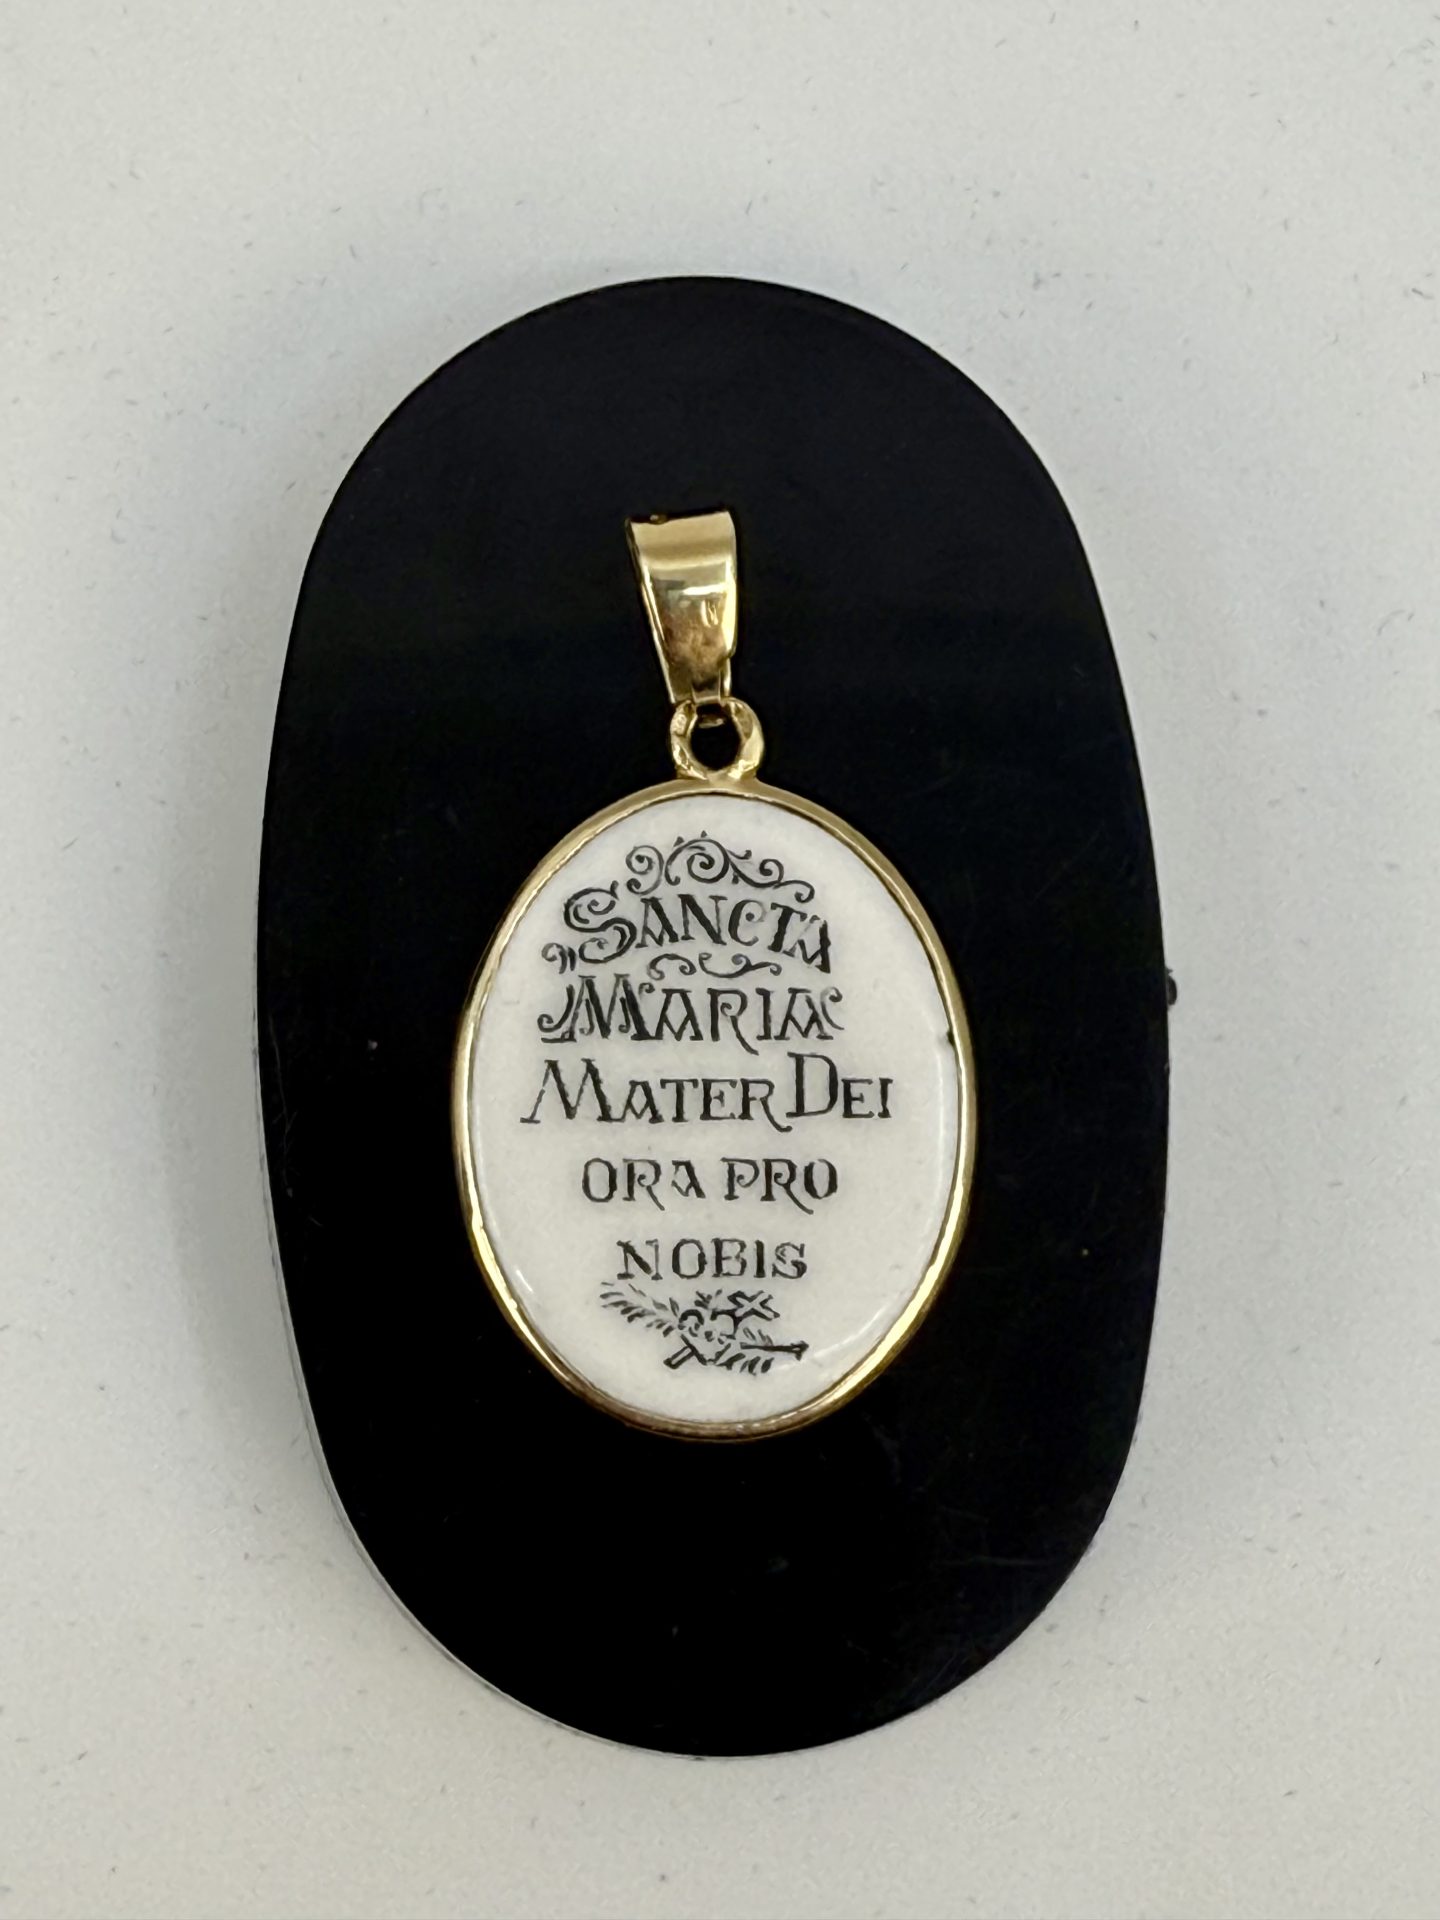 SANCTA
MARIA
MATER DEI
ORA PRO
NOBIS